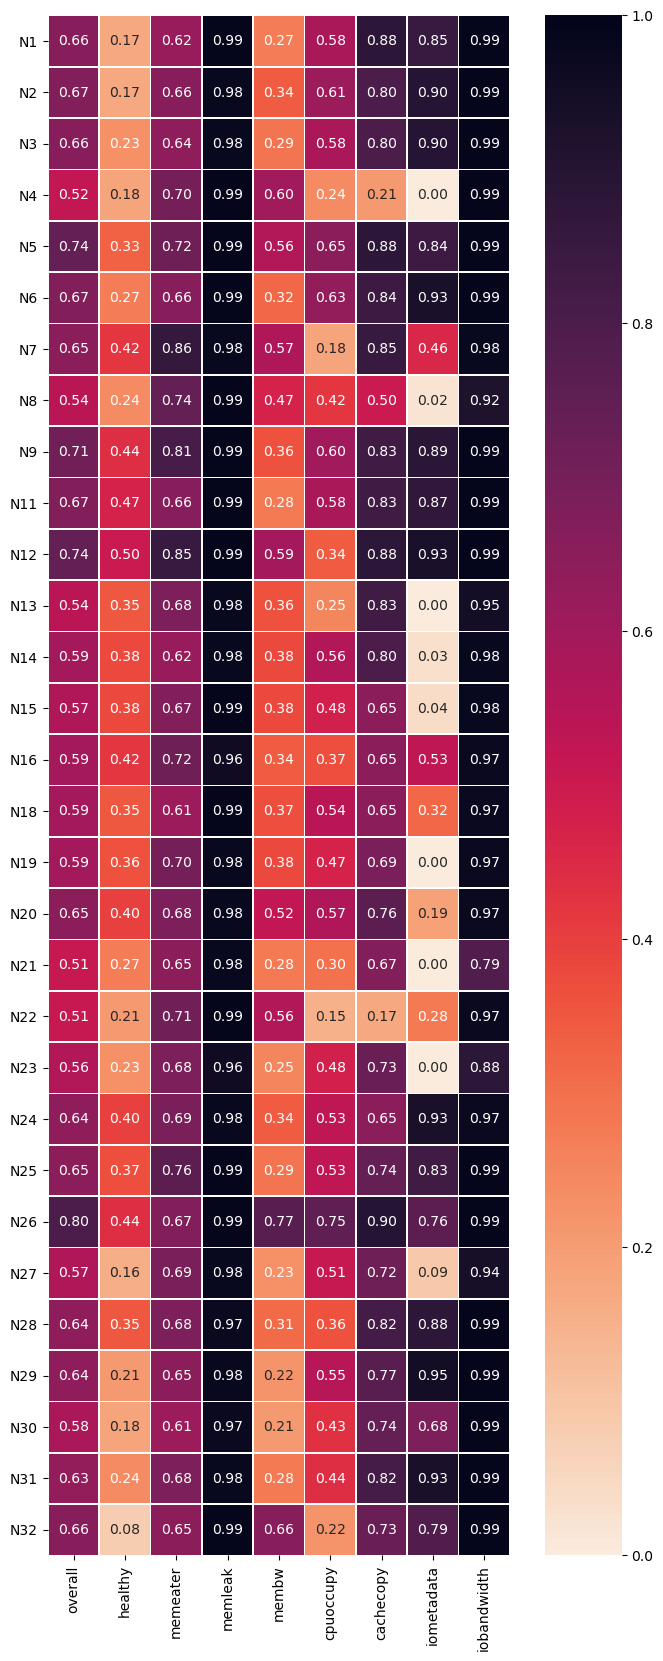 N1 0.66 0.17 0.62 0.99 0.27 0.58 0.88 0.85 0.99 1.0
N2 0.67 0.17 0.66 0.98 0.34 0.61 0.80 0.90 0.99
N3 0.66 0.23 0.64 0.98 0.29 0.58 0.80 0.90 0.99
N4 0.52 0.18 0.70 0.99 0.60 0.24 0.21 0.00 0.99
N5 0.74 0.33 0.72 0.99 0.56 0.65 0.88 0.84 0.99
N6 0.67 0.27 0.66 0.99 0.32 0.63 0.84 0.93 0.99
0.8
N7 0.65 0.42 0.86 0.98 0.57 0.18 0.85 0.46 0.98
N8 0.54 0.24 0.74 0.99 0.47 0.42 0.50 0.02 0.92
N9 0.71 0.44 0.81 0.99 0.36 0.60 0.83 0.89 0.99
N11 0.67 0.47 0.66 0.99 0.28 0.58 0.83 0.87 0.99
N12 0.74 0.50 0.85 0.99 0.59 0.34 0.88 0.93 0.99
N13 0.54 0.35 0.68 0.98 0.36 0.25 0.83 0.00 0.95
0.6
N14 0.59 0.38 0.62 0.98 0.38 0.56 0.80 0.03 0.98
N15 0.57 0.38 0.67 0.99 0.38 0.48 0.65 0.04 0.98
N16 0.59 0.42 0.72 0.96 0.34 0.37 0.65 0.53 0.97
N18 0.59 0.35 0.61 0.99 0.37 0.54 0.65 0.32 0.97
N19 0.59 0.36 0.70 0.98 0.38 0.47 0.69 0.00 0.97
N20 0.65 0.40 0.68 0.98 0.52 0.57 0.76 0.19 0.97
0.4
N21 0.51 0.27 0.65 0.98 0.28 0.30 0.67 0.00 0.79
N22 0.51 0.21 0.71 0.99 0.56 0.15 0.17 0.28 0.97
N23 0.56 0.23 0.68 0.96 0.25 0.48 0.73 0.00 0.88
N24 0.64 0.40 0.69 0.98 0.34 0.53 0.65 0.93 0.97
N25 0.65 0.37 0.76 0.99 0.29 0.53 0.74 0.83 0.99
N26 0.80 0.44 0.67 0.99 0.77 0.75 0.90 0.76 0.99
0.2
N27 0.57 0.16 0.69 0.98 0.23 0.51 0.72 0.09 0.94
N28 0.64 0.35 0.68 0.97 0.31 0.36 0.82 0.88 0.99
N29 0.64 0.21 0.65 0.98 0.22 0.55 0.77 0.95 0.99
N30 0.58 0.18 0.61 0.97 0.21 0.43 0.74 0.68 0.99
N31 0.63 0.24 0.68 0.98 0.28 0.44 0.82 0.93 0.99
N32 0.66 0.08 0.65 0.99 0.66 0.22 0.73 0.79 0.99
0.0
overall healthy memeater memleak membw cpuoccupy cachecopy iometadata iobandwidth